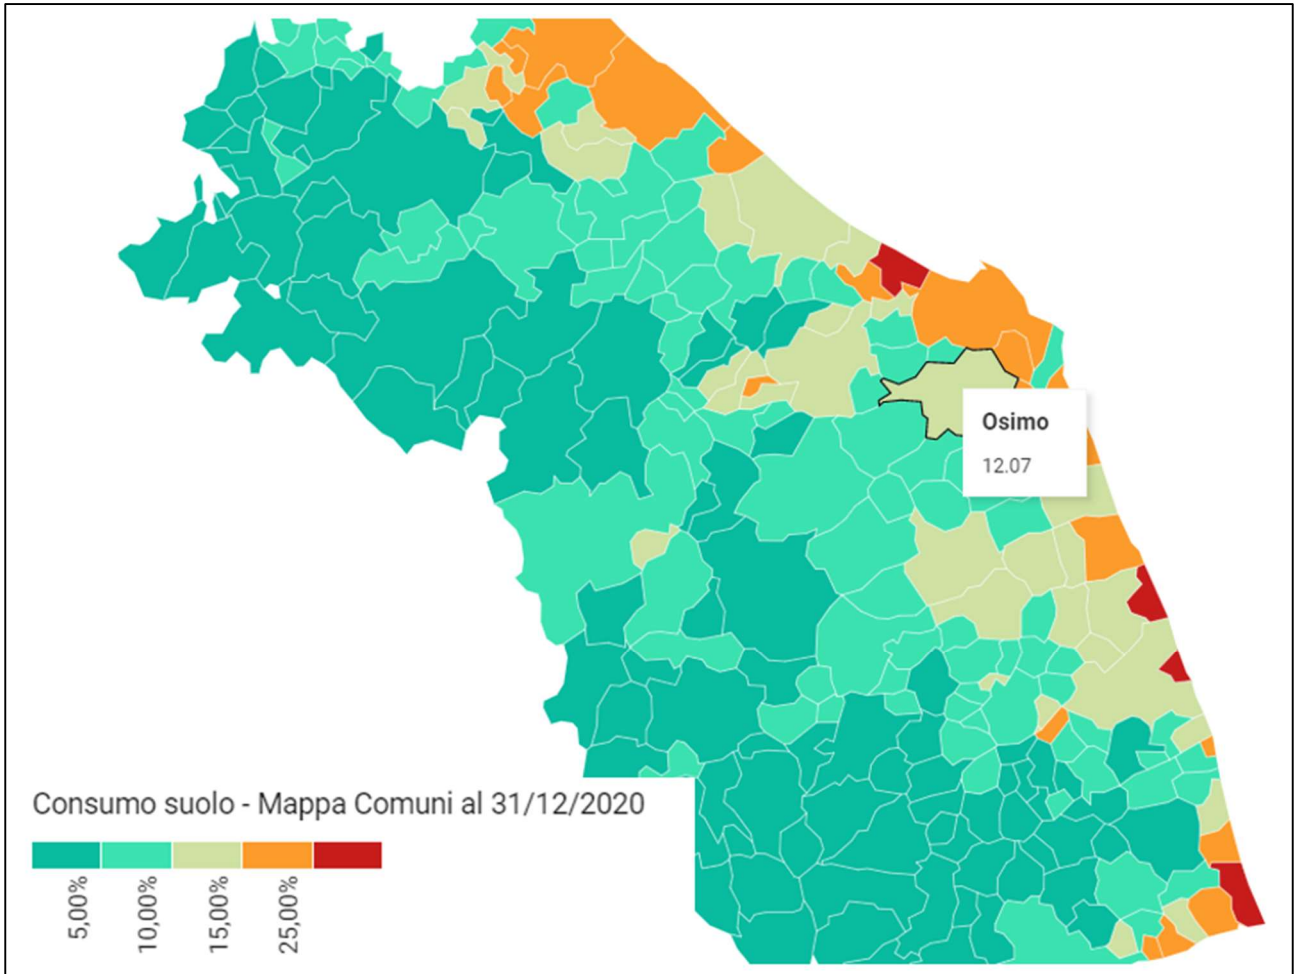 Osimo
12.07
Consumo suolo - Mappa Comuni al 31/12/2020
5,00%
10,00%
15,00%
25,00%